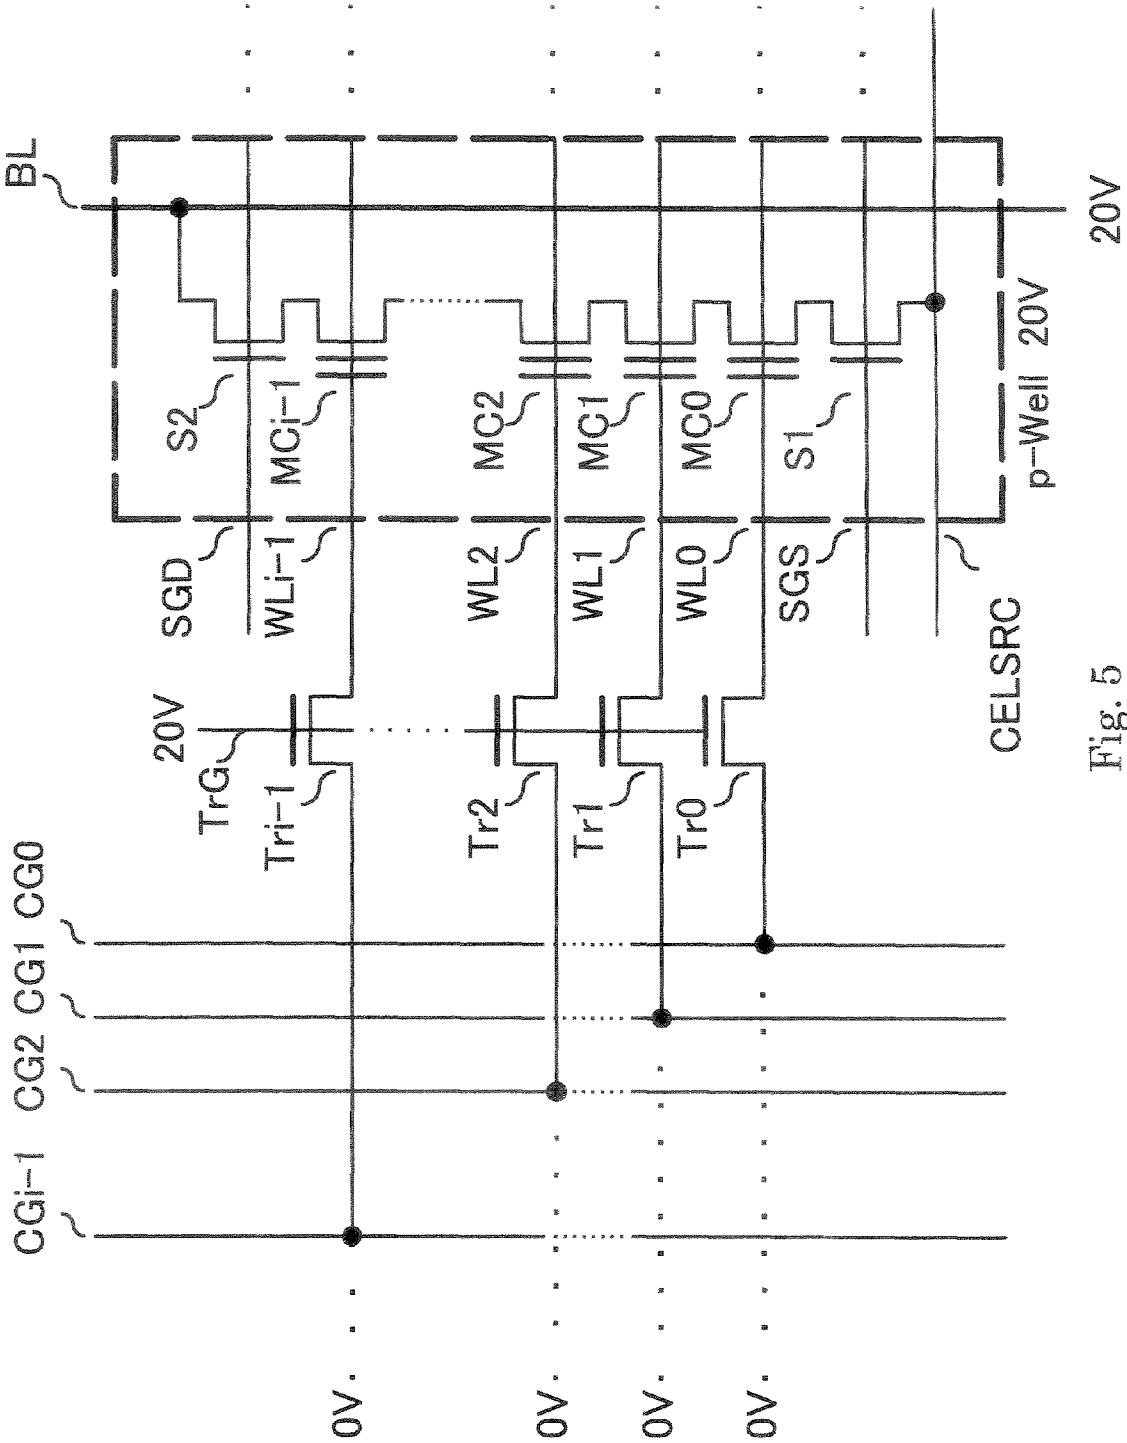 BL
S2
MCi-1
MC2
MC1
MC0
S1
p-Well 20V
20V
SGD
WLi-1
WL2
WL1
WL0
SGS
CELSRC
20V
TrG
Tri-1
Tr2
Tr1
Tr0
CG0
CG1
CG2
CGi-1
0V
0V
0V
0V
Fig. 5